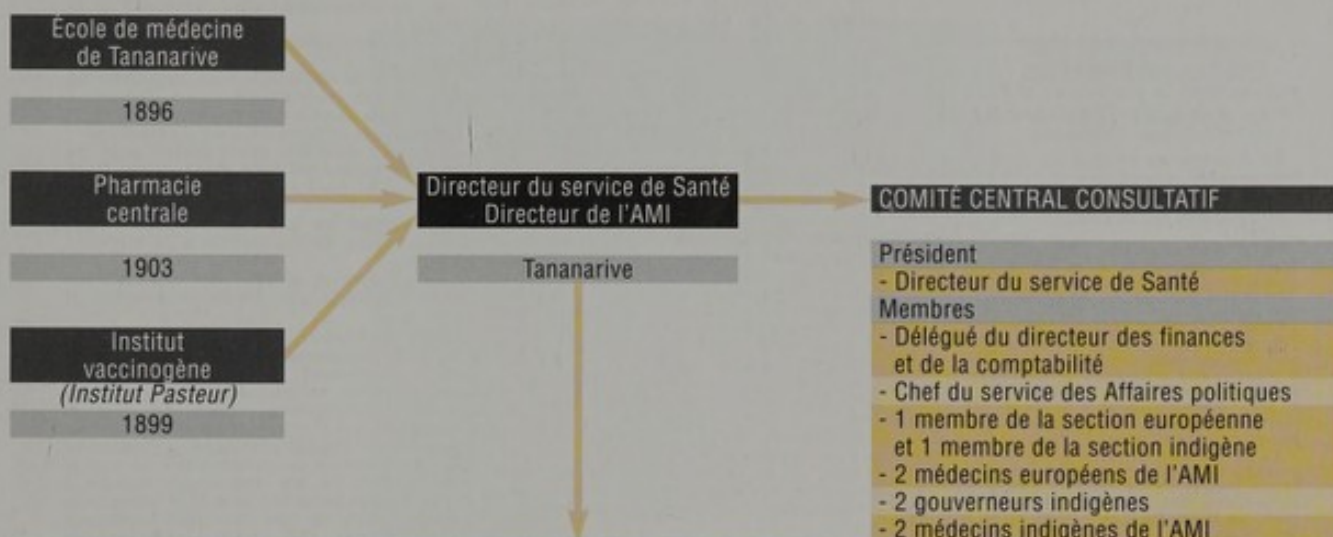 École de médecine
de Tananarive
1896
Pharmacie
centrale
1903
Institut
vaccinogène
(Institut Pasteur)
1899
Directeur du service de Santé
Directeur de l'AMI
Tananarive
COMITÉ CENTRAL CONSULTATIF
Président
- Directeur du service de Santé
Membres
- Délégué du directeur des finances
et de la comptabilité
- Chef du service des Affaires politiques
- 1 membre de la section européenne
et 1 membre de la section indigène
- 2 médecins européens de l'AMI
- 2 gouverneurs indigènes
- 2 médecins indigènes de l'AMI